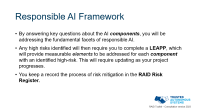 Responsible AI Framework
• By answering key questions about the AI components, you will be
addressing the fundamental facets of responsible AI.
• Any high risks identified will then require you to complete a LEAPP, which
will provide measurable elements to be addressed for each component
with an identified high-risk. This will require updating as your project
progresses.
• You keep a record the process of risk mitigation in the RAID Risk
Register.
TRUSTED
AUTONOMOUS
SYSTEMS